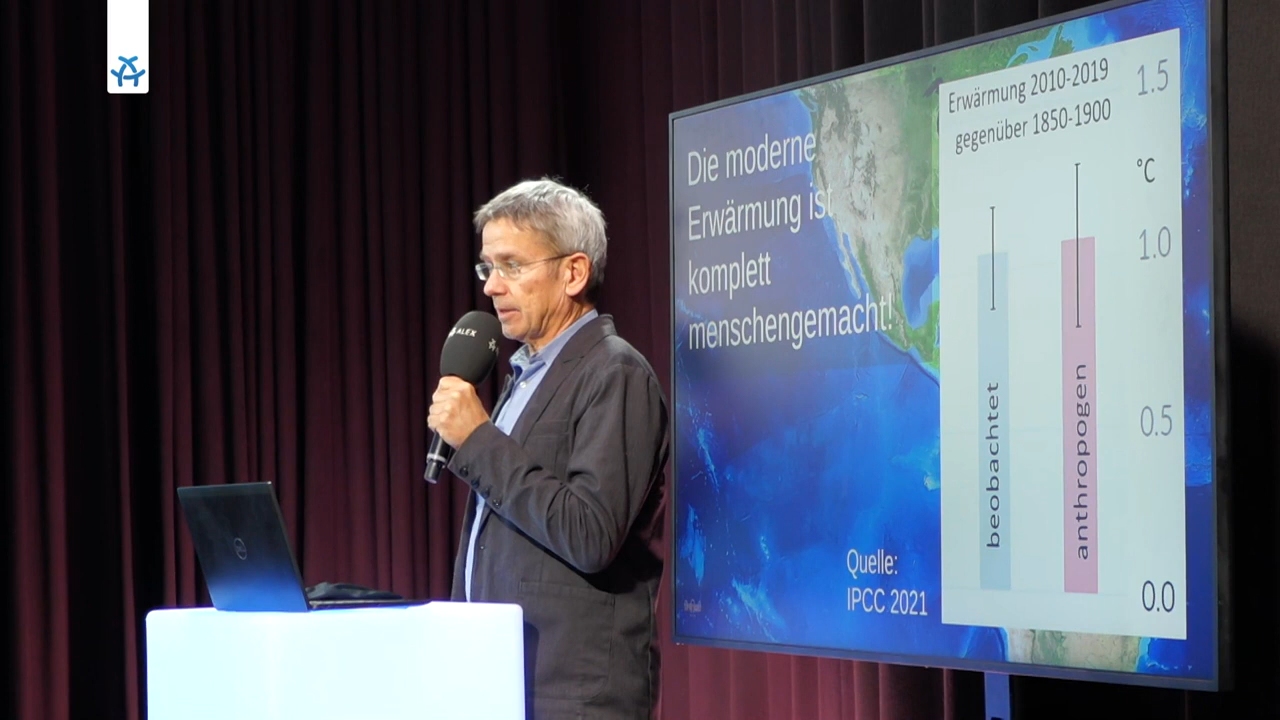 Die moderne
Erwärmung ist
komplett
menschengemacht!
Quelle:
IPCC 2021
Erwärmung 2010-2019
gegenüber 1850-1900
1.5
°C
1.0
0.5
0.0
beobachtet
anthropogen
ALEX
DELL